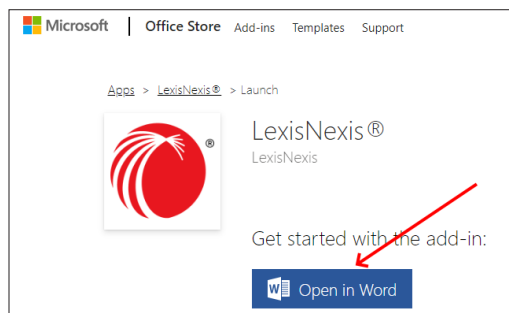 Microsoft | Office Store Add-ins Templates Support
Apps > LexisNexis® > Launch
®
LexisNexis®
LexisNexis
Get started with the add-in:
W Open in Word